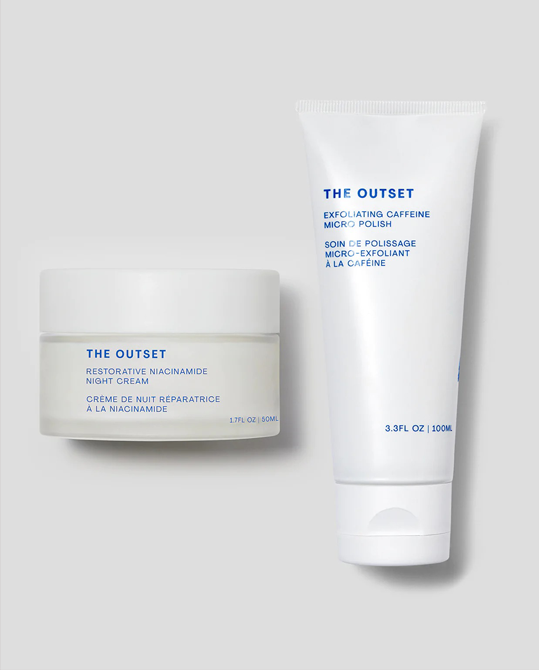 THE OUTSET
RESTORATIVE NIACINAMIDE
NIGHT CREAM
CRÈME DE NUIT RÉPARATRICE
À LA NIACINAMIDE
1.7FL OZ | 50ML
THE OUTSET
EXFOLIATING CAFFEINE
MICRO POLISH
SOIN DE POLISSAGE
MICRO-EXFOLIANT
À LA CAFÉINE
3.3FL OZ | 100ML